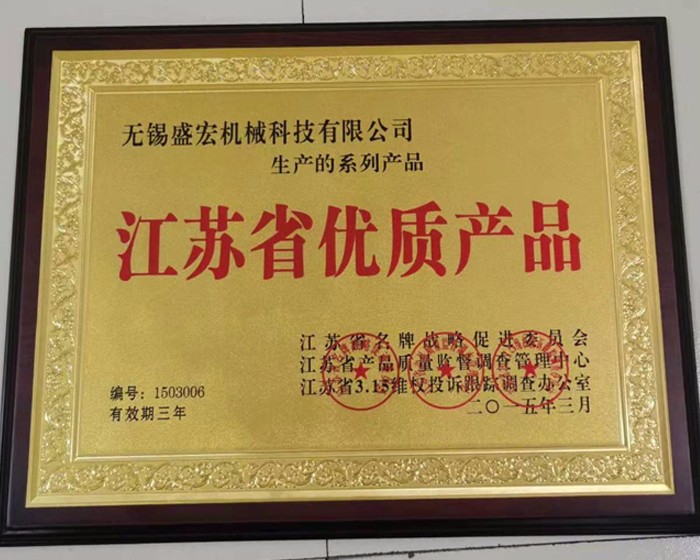 无锡盛宏机械科技有限公司
生产的系列产品
江苏省优质产品
江苏省名牌战略促进委员会
江苏省产品质量监督调查管理中心
江苏省3.15维权投诉跟踪调查办公室
二〇一五年三月
编号：1503006
有效期三年